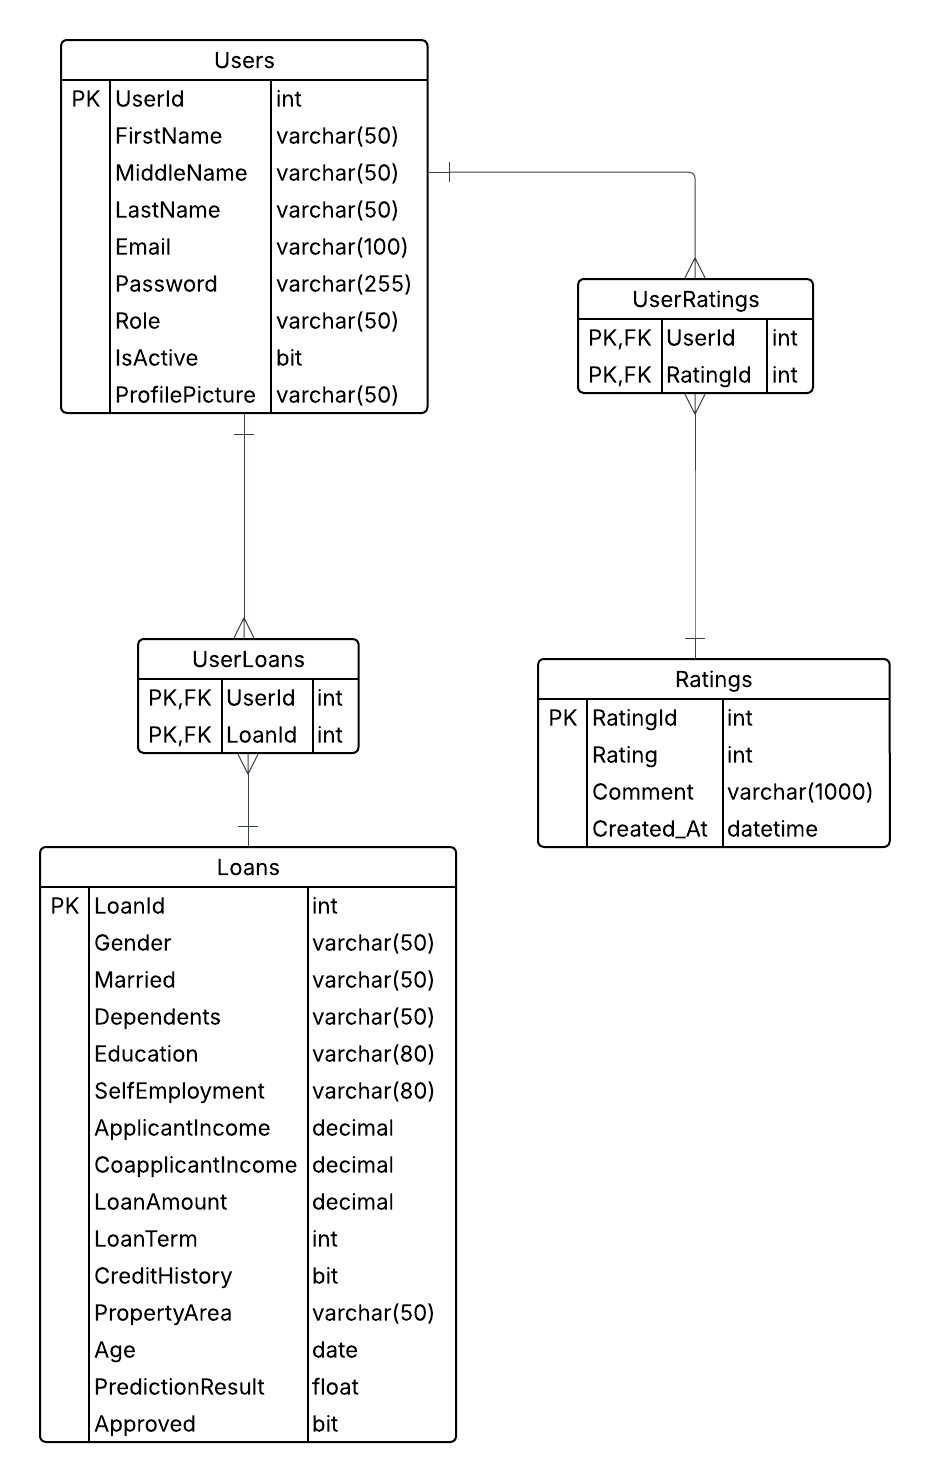 Users
PK UserId int
FirstName varchar(50)
MiddleName varchar(50)
LastName varchar(50)
Email varchar(100)
Password varchar(255)
Role varchar(50)
IsActive bit
ProfilePicture varchar(50)
UserRatings
PK,FK UserId int
PK,FK RatingId int
UserLoans
PK,FK UserId int
PK,FK LoanId int
Ratings
PK RatingId int
Rating int
Comment varchar(1000)
Created_At datetime
Loans
PK LoanId int
Gender varchar(50)
Married varchar(50)
Dependents varchar(50)
Education varchar(80)
SelfEmployment varchar(80)
ApplicantIncome decimal
CoapplicantIncome decimal
LoanAmount decimal
LoanTerm int
CreditHistory bit
PropertyArea varchar(50)
Age date
PredictionResult float
Approved bit